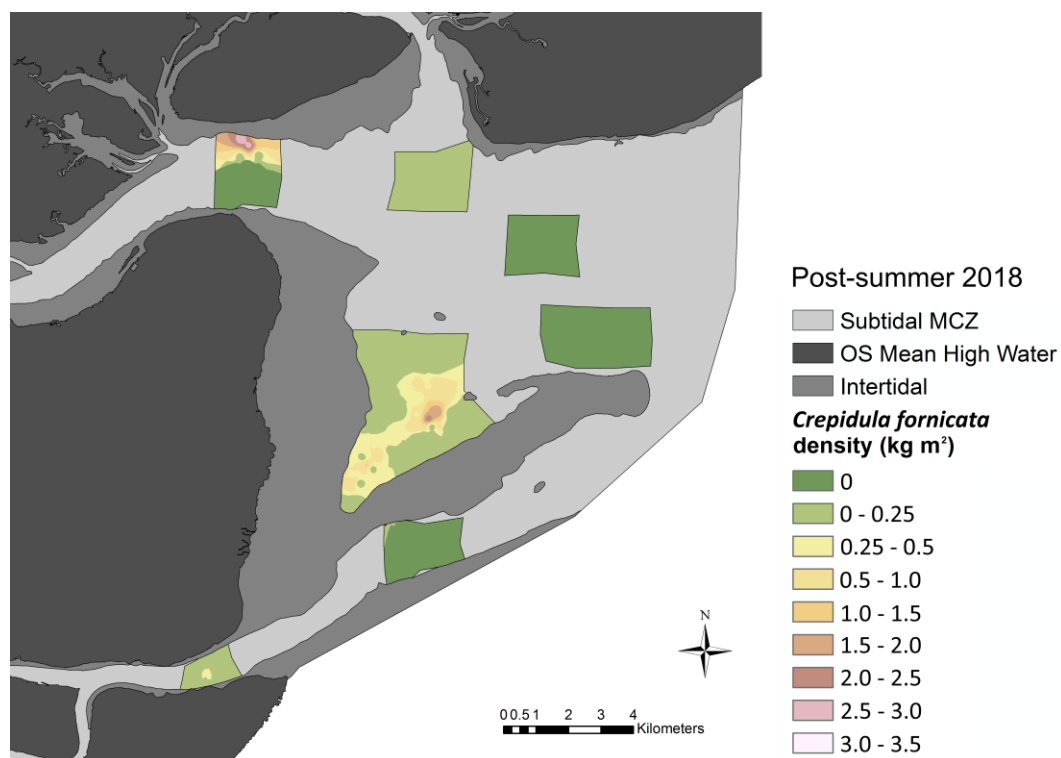 Post-summer 2018
Subtidal MCZ
OS Mean High Water
Intertidal
Crepidula fornicata
density (kg m²)
0
0 - 0.25
0.25 - 0.5
0.5 - 1.0
1.0 - 1.5
1.5 - 2.0
2.0 - 2.5
2.5 - 3.0
3.0 - 3.5
N
0 0.5 1 2 3 4
Kilometers